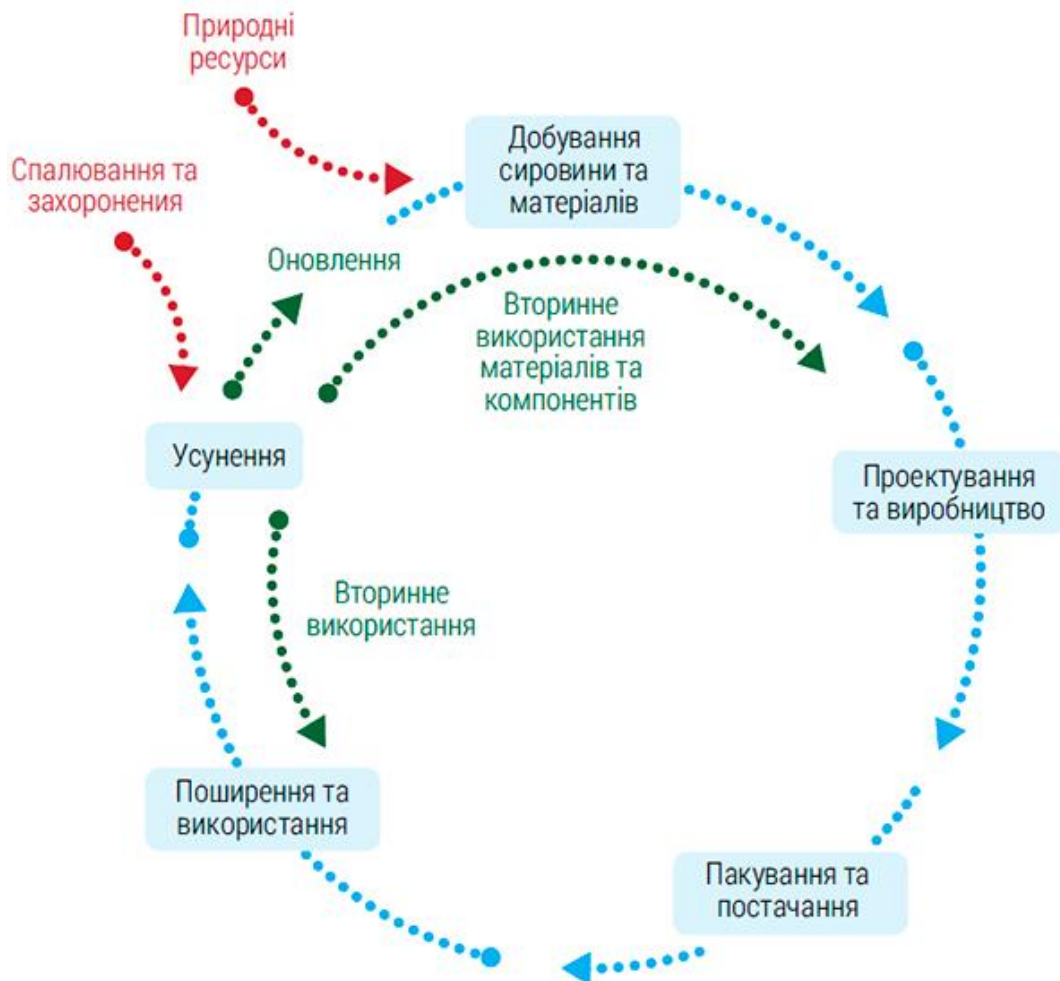 Природні
ресурси
Добування
сировини та
матеріалів
Спалювання та
захоронения
Оновлення
Вторинне
використання
матеріалів та
компонентів
Усунення
Проектування
та виробництво
Вторинне
використання
Поширення та
використання
Пакування та
постачання